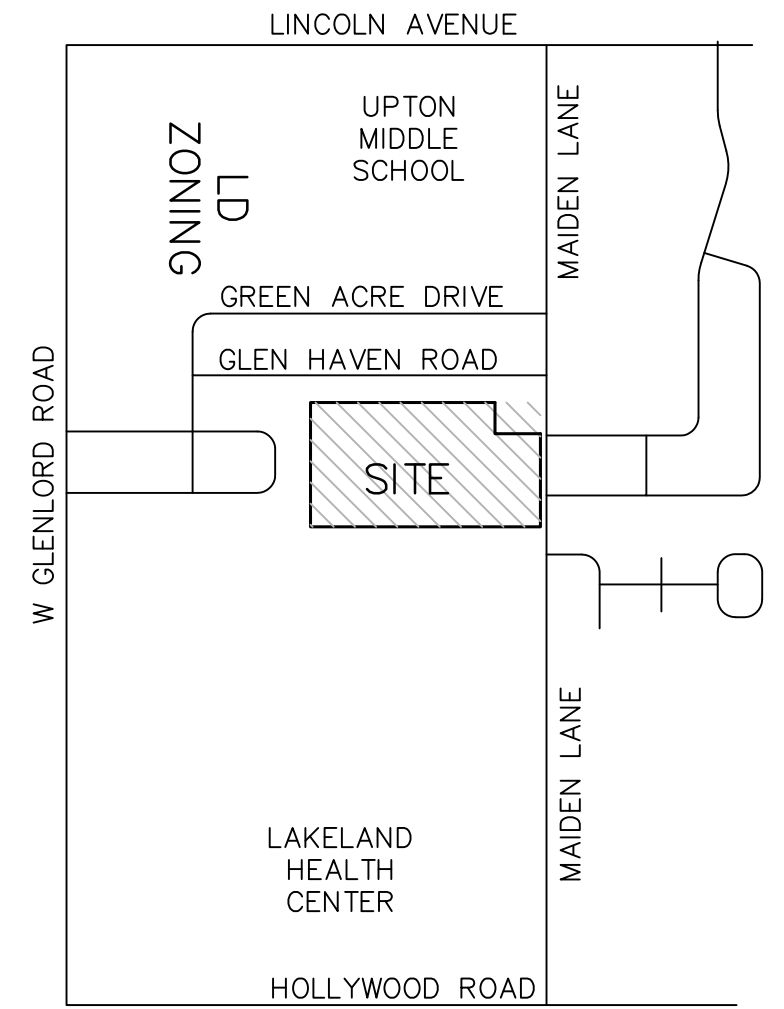 LINCOLN AVENUE
UPTON
MIDDLE
SCHOOL
MAIDEN LANE
LD
ZONING
GREEN ACRE DRIVE
GLEN HAVEN ROAD
W GLENLORD ROAD
SITE
MAIDEN LANE
LAKELAND
HEALTH
CENTER
HOLLYWOOD ROAD